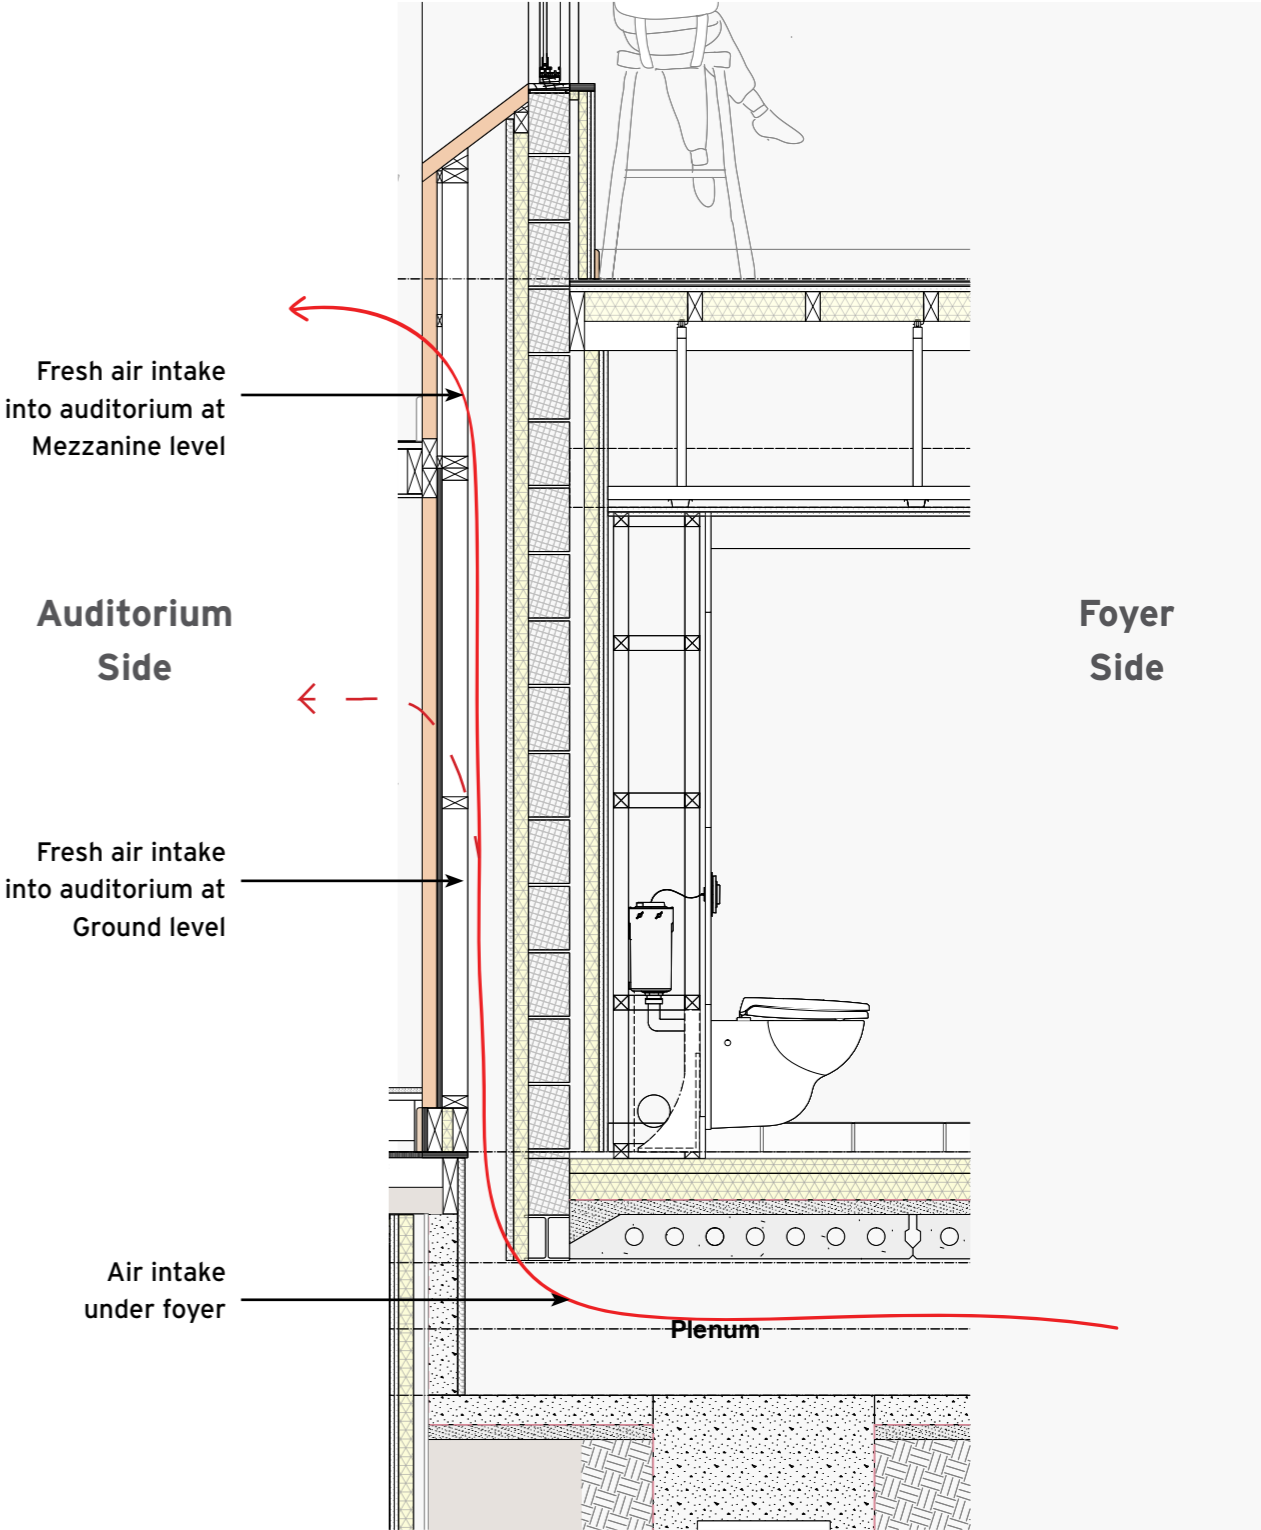 Fresh air intake
into auditorium at
Mezzanine level
Auditorium
Side
Foyer
Side
Fresh air intake
into auditorium at
Ground level
Air intake
under foyer
Plenum